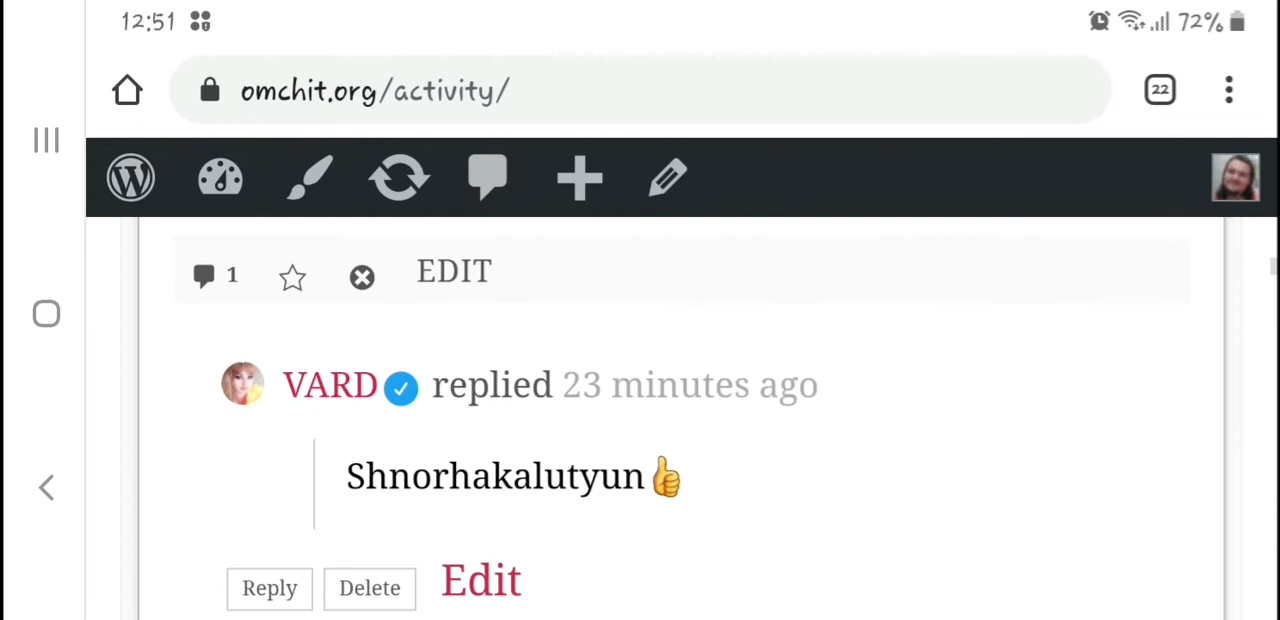 12:51 72%
omchit.org/activity/ 22
1 EDIT
VARD replied 23 minutes ago
Shnorhakalutyun👍
Reply Delete Edit